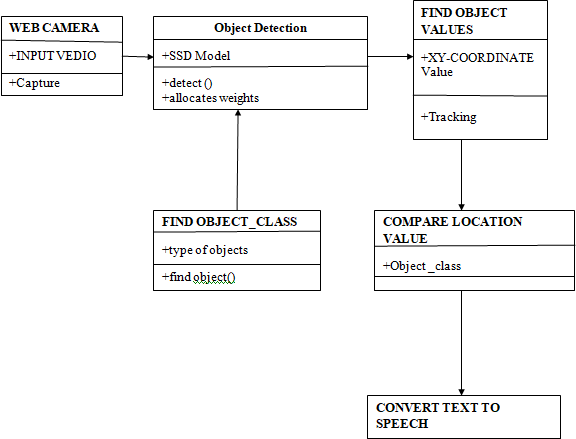 WEB CAMERA
+INPUT VEDIO
+Capture
Object Detection
+SSD Model
+detect ()
+allocates weights
FIND OBJECT
VALUES
+XY-COORDINATE
Value
+Tracking
FIND OBJECT_CLASS
+type of objects
+find object()
COMPARE LOCATION
VALUE
+Object _class
CONVERT TEXT TO
SPEECH